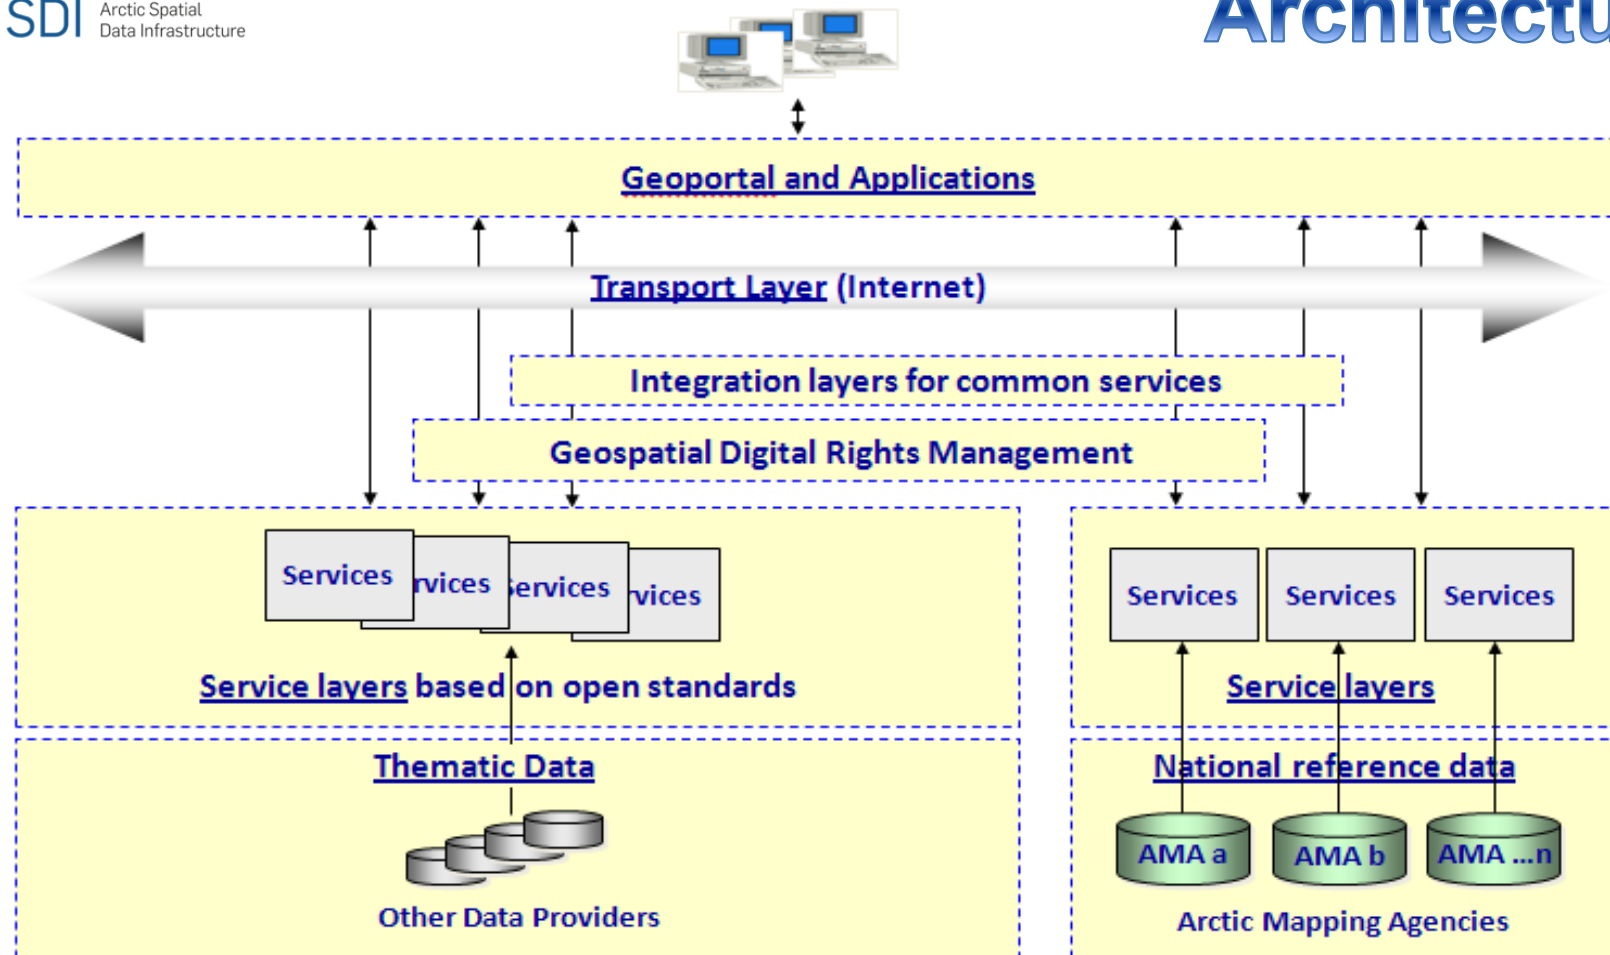 SDI
Arctic Spatial
Data Infrastructure
Architectu
Geoportal and Applications
Transport Layer (Internet)
Integration layers for common services
Geospatial Digital Rights Management
Services rvices ervices vices
Services Services Services
Service layers based on open standards
Service layers
Thematic Data
National reference data
AMA a AMA b AMA ...n
Other Data Providers
Arctic Mapping Agencies